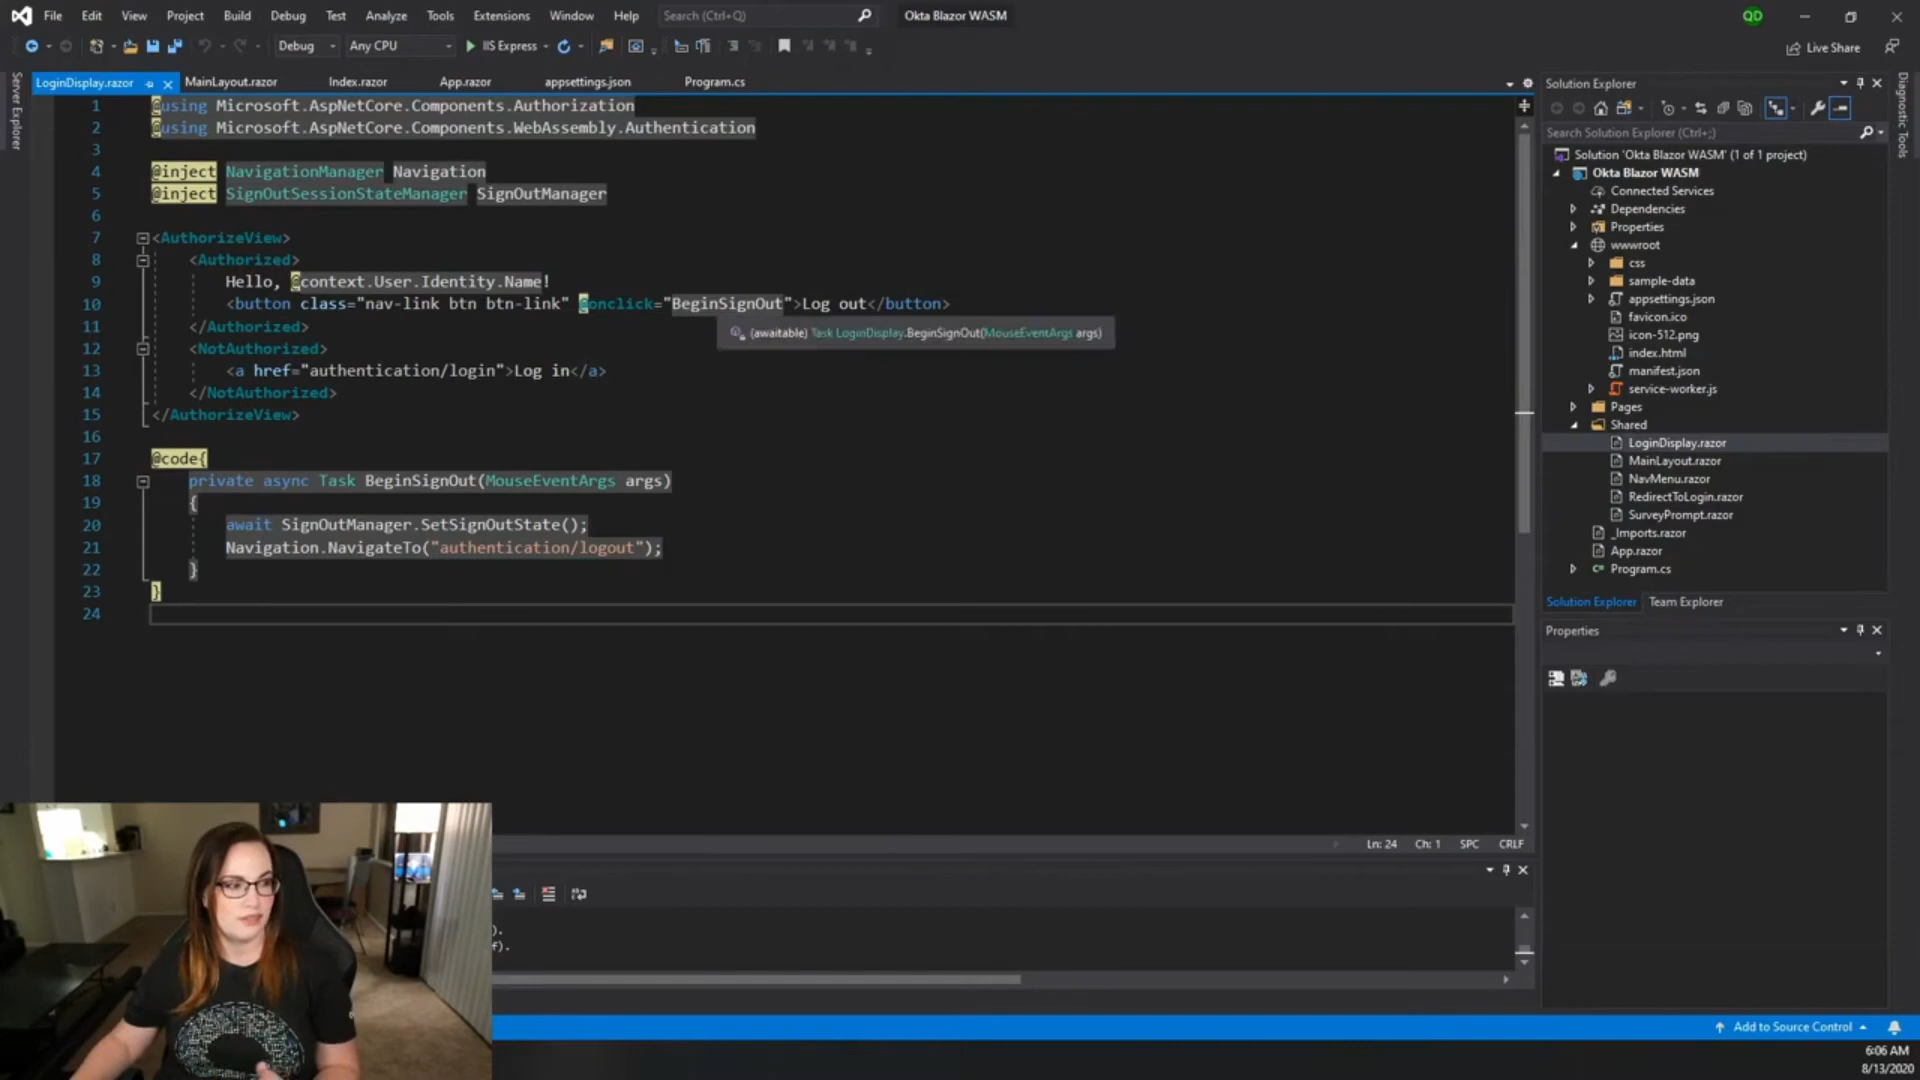 File Edit View Project Build Debug Test Analyze Tools Extensions Window Help Search (Ctrl+Q) Okta Blazor WASM QD
Debug Any CPU IIS Express Live Share
Server Explorer
LoginDisplay.razor MainLayout.razor Index.razor App.razor appsettings.json Program.cs
1 @using Microsoft.AspNetCore.Components.Authorization
2 @using Microsoft.AspNetCore.Components.WebAssembly.Authentication
3
4 @inject NavigationManager Navigation
5 @inject SignOutSessionStateManager SignOutManager
6
7 <AuthorizeView>
8 <Authorized>
9 Hello, @context.User.Identity.Name!
10 <button class="nav-link btn btn-link" @onclick="BeginSignOut">Log out</button>
(awaitable) Task LoginDisplay.BeginSignOut(MouseEventArgs args)
11 </Authorized>
12 <NotAuthorized>
13 <a href="authentication/login">Log in</a>
14 </NotAuthorized>
15 </AuthorizeView>
16
17 @code{
18 private async Task BeginSignOut(MouseEventArgs args)
19 {
20 await SignOutManager.SetSignOutState();
21 Navigation.NavigateTo("authentication/logout");
22 }
23 }
24
Ln: 24 Ch: 1 SPC CRLF
).
f).
Solution Explorer
Search Solution Explorer (Ctrl+;)
Solution 'Okta Blazor WASM' (1 of 1 project)
Okta Blazor WASM
Connected Services
Dependencies
Properties
wwwroot
css
sample-data
appsettings.json
favicon.ico
icon-512.png
index.html
manifest.json
service-worker.js
Pages
Shared
LoginDisplay.razor
MainLayout.razor
NavMenu.razor
RedirectToLogin.razor
SurveyPrompt.razor
_Imports.razor
App.razor
Program.cs
Solution Explorer Team Explorer
Properties
Diagnostic Tools
Add to Source Control
6:06 AM
8/13/2020